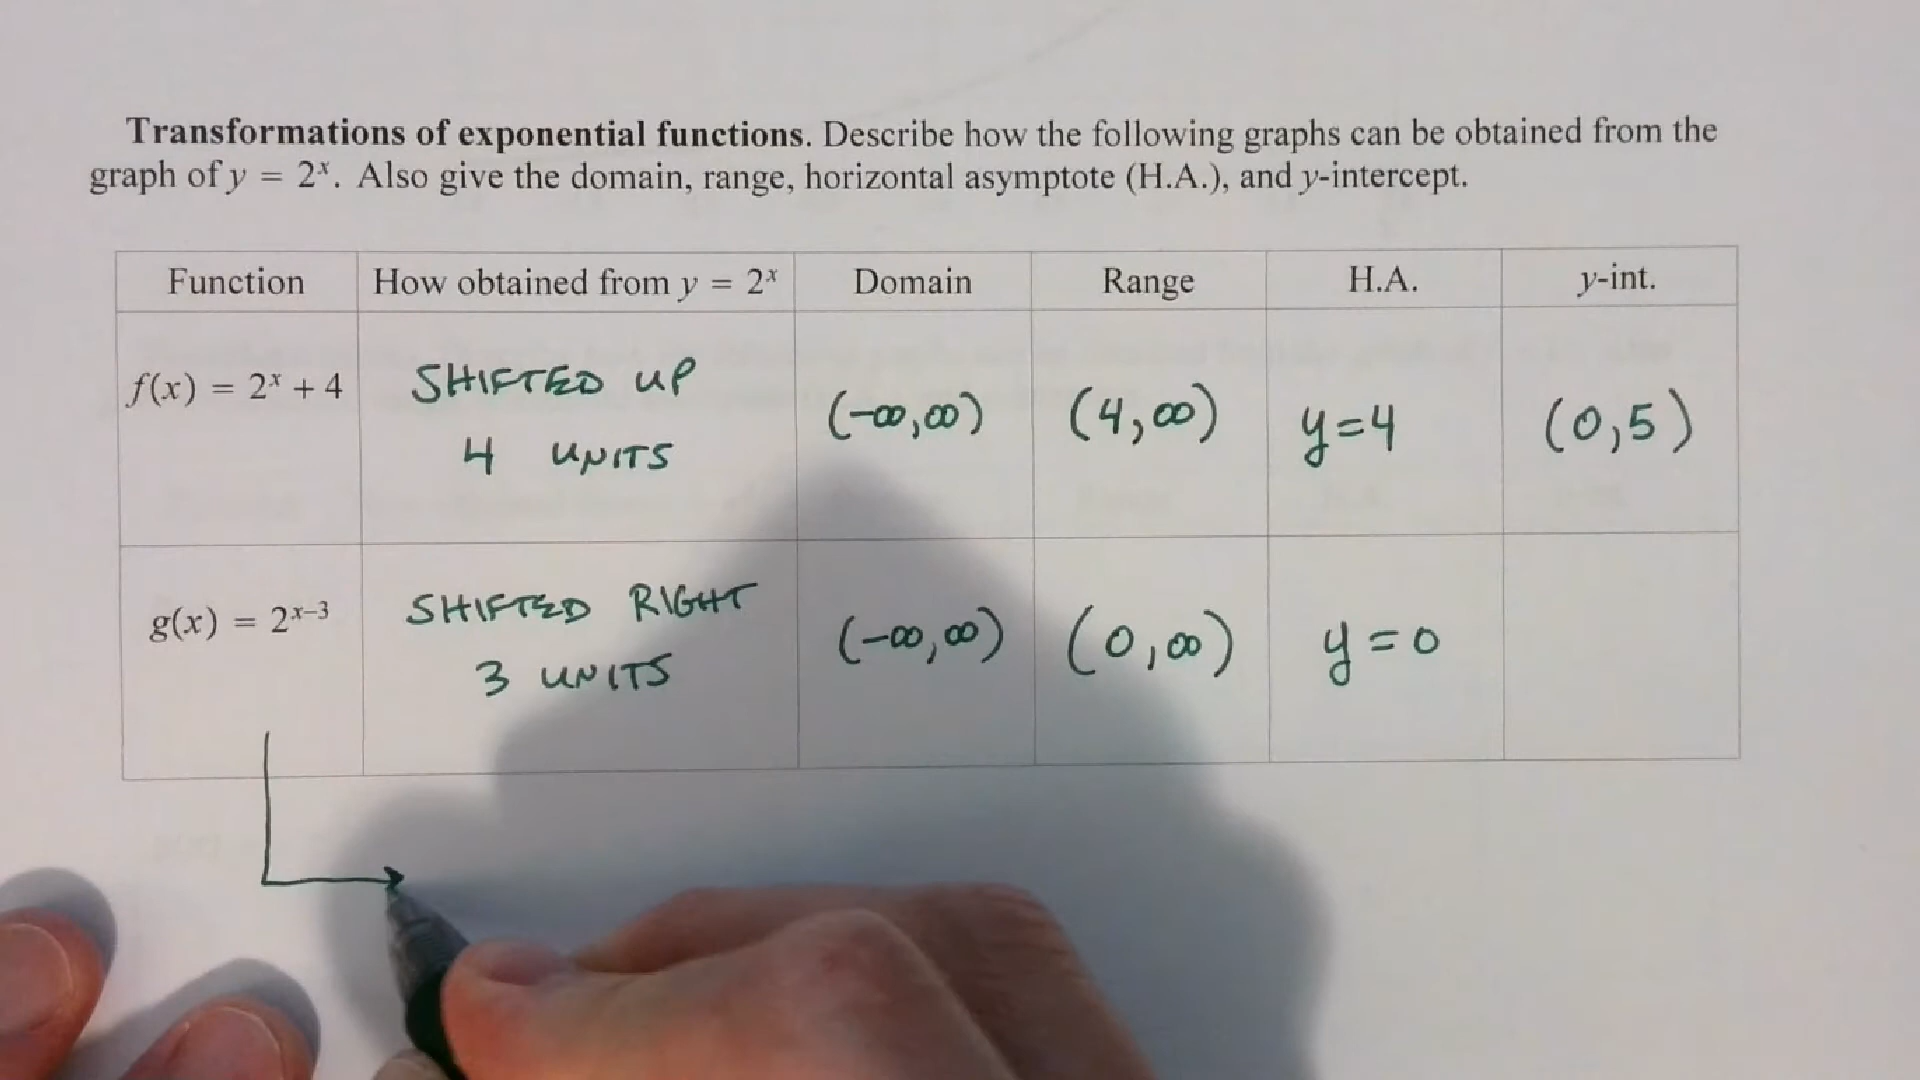 Transformations of exponential functions. Describe how the following graphs can be obtained from the
graph of y = 2ˣ. Also give the domain, range, horizontal asymptote (H.A.), and y-intercept.
Function How obtained from y = 2ˣ Domain Range H.A. y-int.
f(x) = 2ˣ + 4 SHIFTED UP (-∞,∞) (4,∞) y=4 (0,5)
4 UNITS
g(x) = 2ˣ⁻³ SHIFTED RIGHT (-∞,∞) (0,∞) y=0
3 UNITS